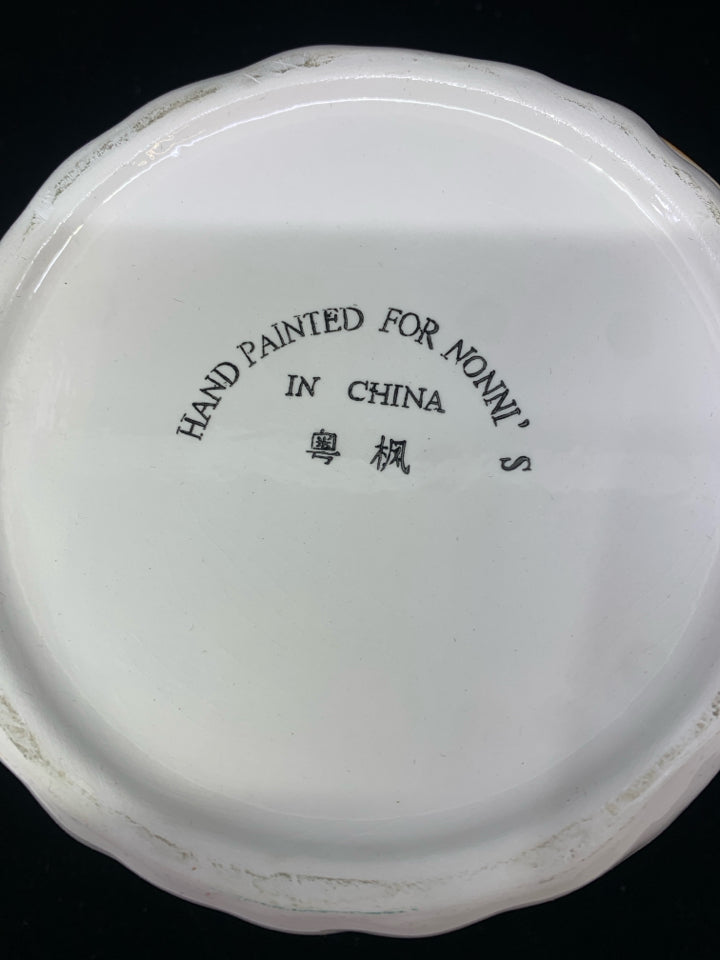 HAND PAINTED FOR NONNI'S
IN CHINA
粤枫